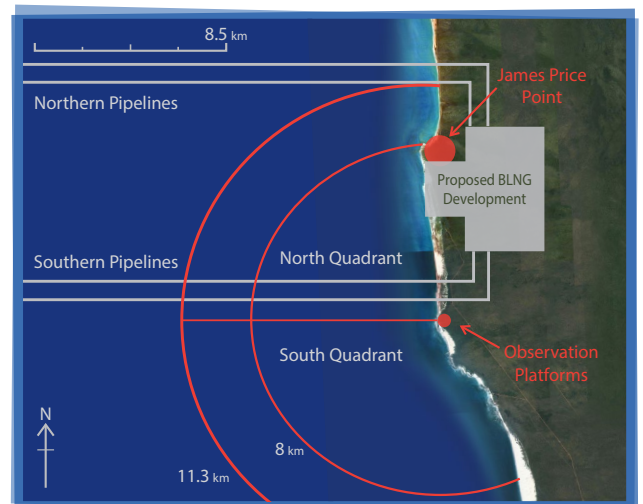 8.5 km
James Price
Point
Northern Pipelines
Proposed BLNG
Development
Southern Pipelines
North Quadrant
South Quadrant
Observation
Platforms
N
8 km
11.3 km